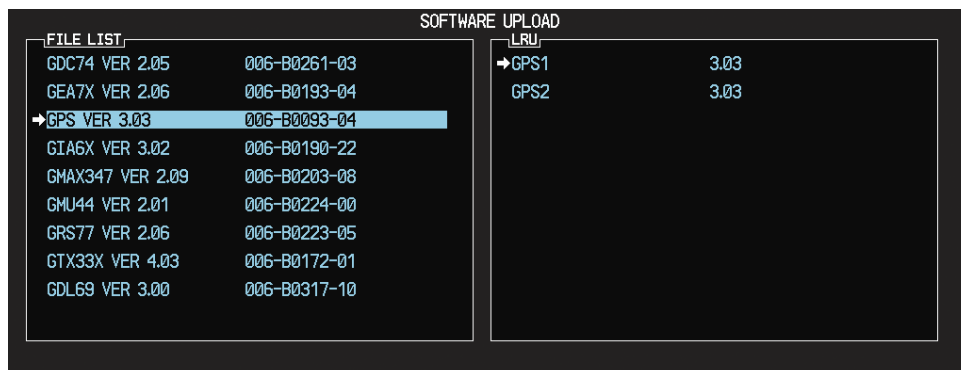 SOFTWARE UPLOAD
FILE LIST
GDC74 VER 2.05 006-B0261-03
GEA7X VER 2.06 006-B0193-04
GPS VER 3.03 006-B0093-04
GIA6X VER 3.02 006-B0190-22
GMAX347 VER 2.09 006-B0203-08
GMU44 VER 2.01 006-B0224-00
GRS77 VER 2.06 006-B0223-05
GTX33X VER 4.03 006-B0172-01
GDL69 VER 3.00 006-B0317-10
LRU
GPS1 3.03
GPS2 3.03